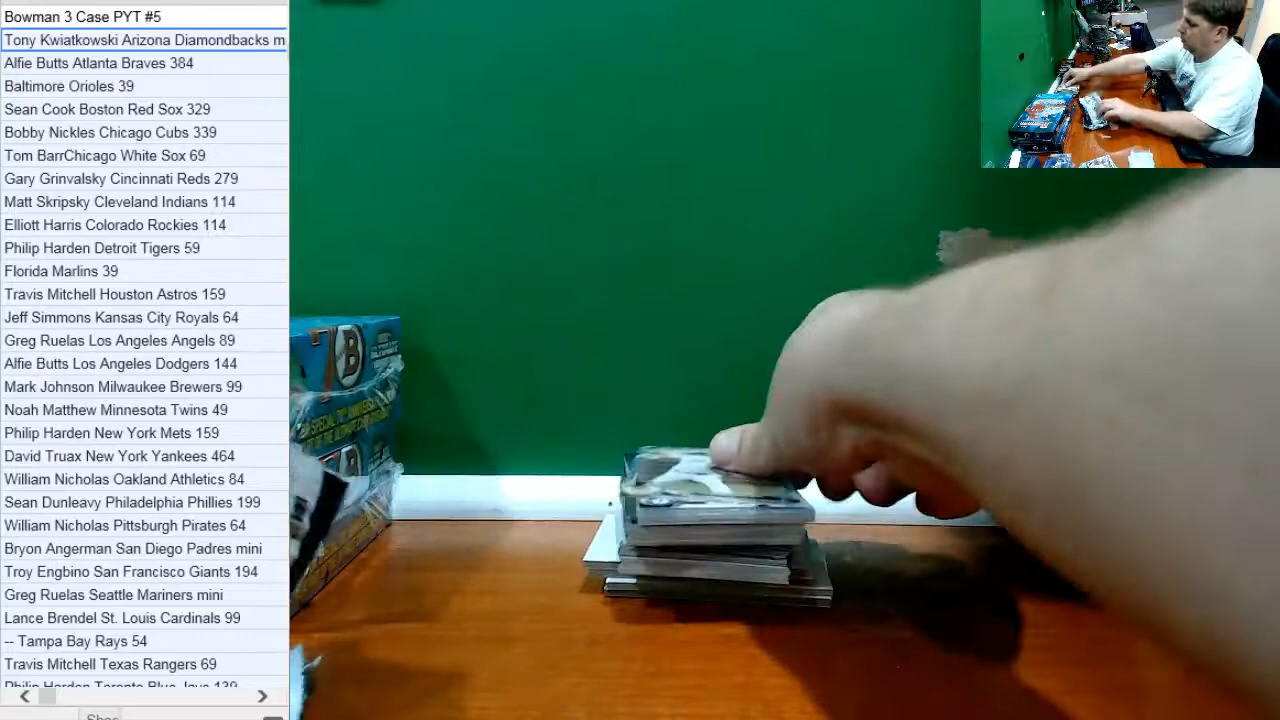 Bowman 3 Case PYT #5
Tony Kwiatkowski Arizona Diamondbacks m
Alfie Butts Atlanta Braves 384
Baltimore Orioles 39
Sean Cook Boston Red Sox 329
Bobby Nickles Chicago Cubs 339
Tom BarrChicago White Sox 69
Gary Grinvalsky Cincinnati Reds 279
Matt Skripsky Cleveland Indians 114
Elliott Harris Colorado Rockies 114
Philip Harden Detroit Tigers 59
Florida Marlins 39
Travis Mitchell Houston Astros 159
Jeff Simmons Kansas City Royals 64
Greg Ruelas Los Angeles Angels 89
Alfie Butts Los Angeles Dodgers 144
Mark Johnson Milwaukee Brewers 99
Noah Matthew Minnesota Twins 49
Philip Harden New York Mets 159
David Truax New York Yankees 464
William Nicholas Oakland Athletics 84
Sean Dunleavy Philadelphia Phillies 199
William Nicholas Pittsburgh Pirates 64
Bryon Angerman San Diego Padres mini
Troy Engbino San Francisco Giants 194
Greg Ruelas Seattle Mariners mini
Lance Brendel St. Louis Cardinals 99
-- Tampa Bay Rays 54
Travis Mitchell Texas Rangers 69
Philip Harden Toronto Blue Jays 139
B